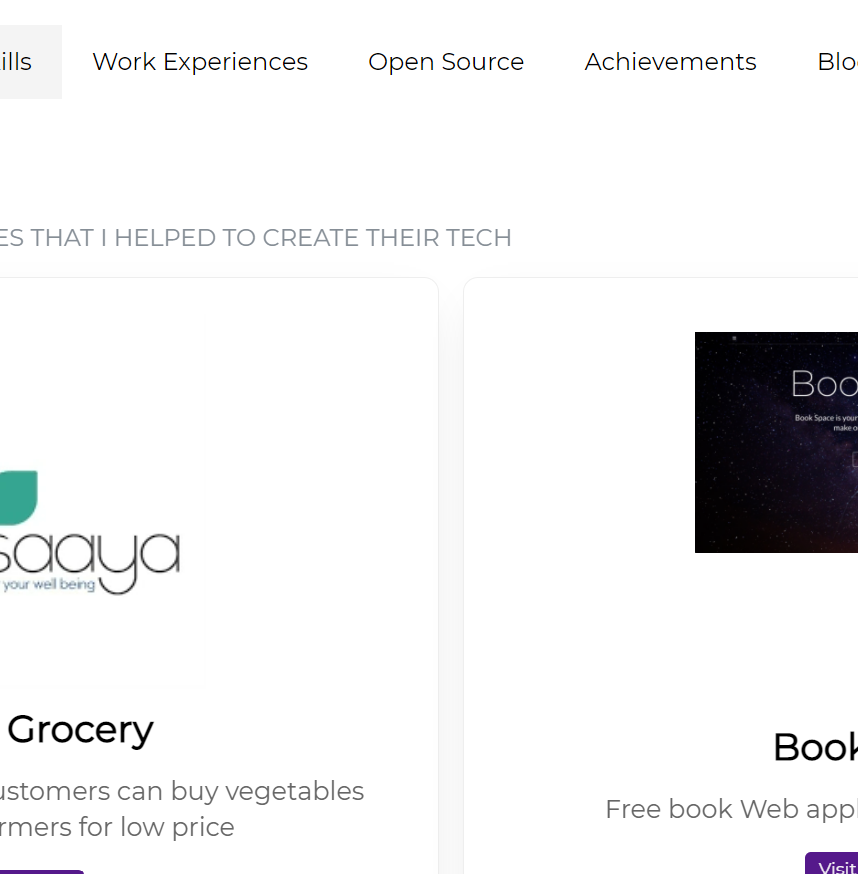 ills Work Experiences Open Source Achievements Blo
ES THAT I HELPED TO CREATE THEIR TECH
saaya
your well being
Grocery
ustomers can buy vegetables
rmers for low price
Boo
Book Space is your
make o
Book
Free book Web appl
Visit